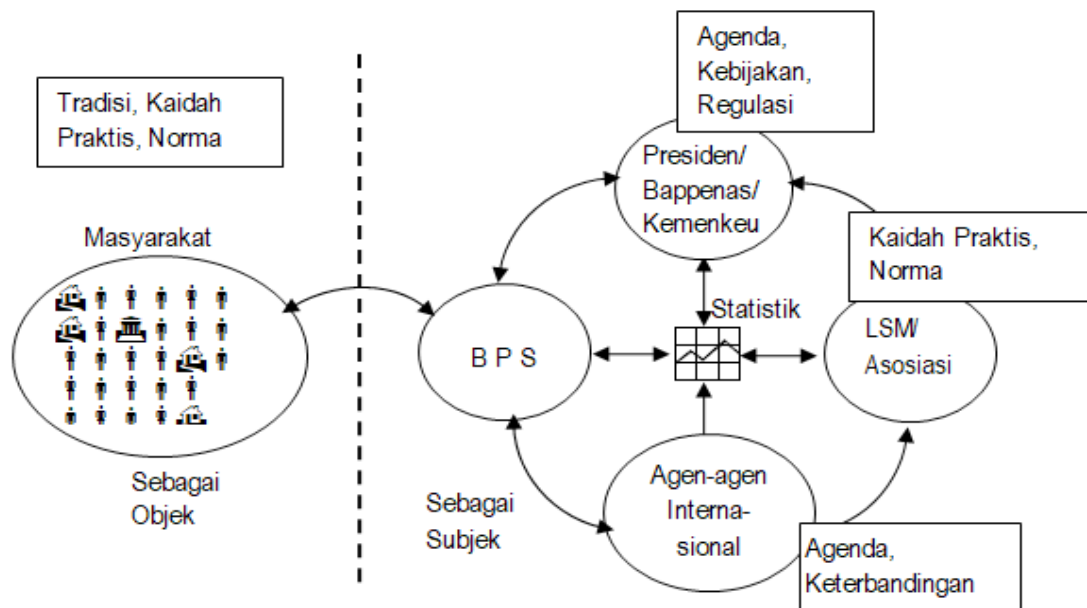 Tradisi, Kaidah
Praktis, Norma
Masyarakat
Sebagai
Objek
Agenda,
Kebijakan,
Regulasi
Presiden/
Bappenas/
Kemenkeu
Kaidah Praktis,
Norma
Statistik
B P S
LSM/
Asosiasi
Sebagai
Subjek
Agen-agen
Interna-
sional
Agenda,
Keterbandingan